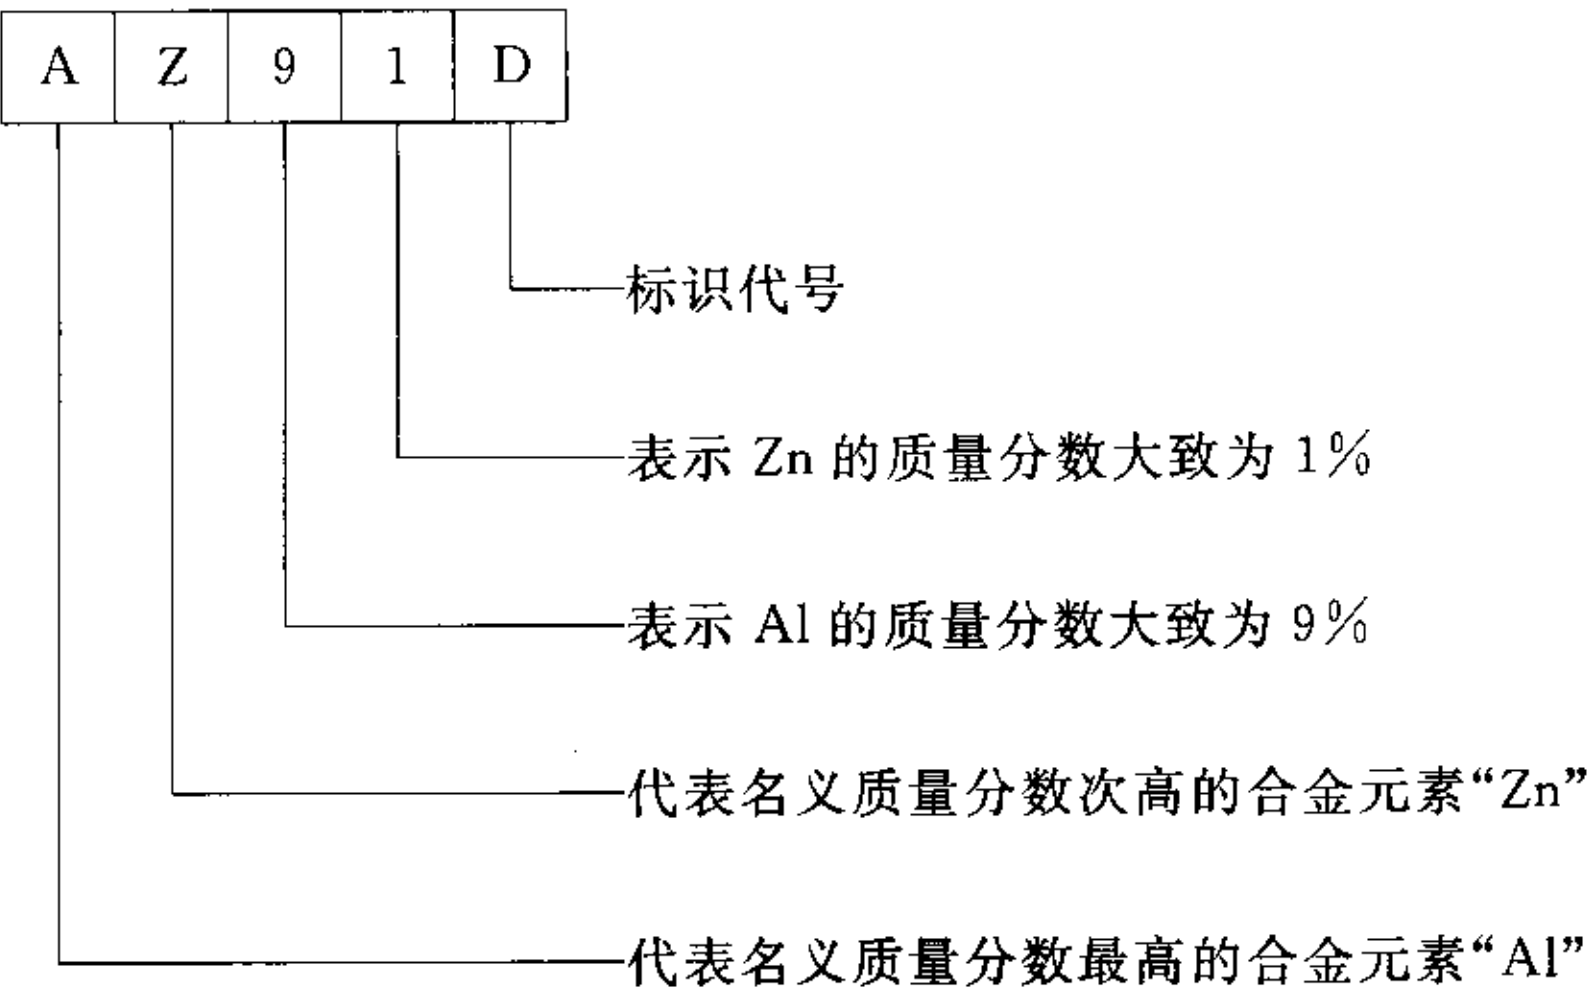 A Z 9 1 D
标识代号
表示 Zn 的质量分数大致为 1%
表示 Al 的质量分数大致为 9%
代表名义质量分数次高的合金元素“Zn”
代表名义质量分数最高的合金元素“Al”